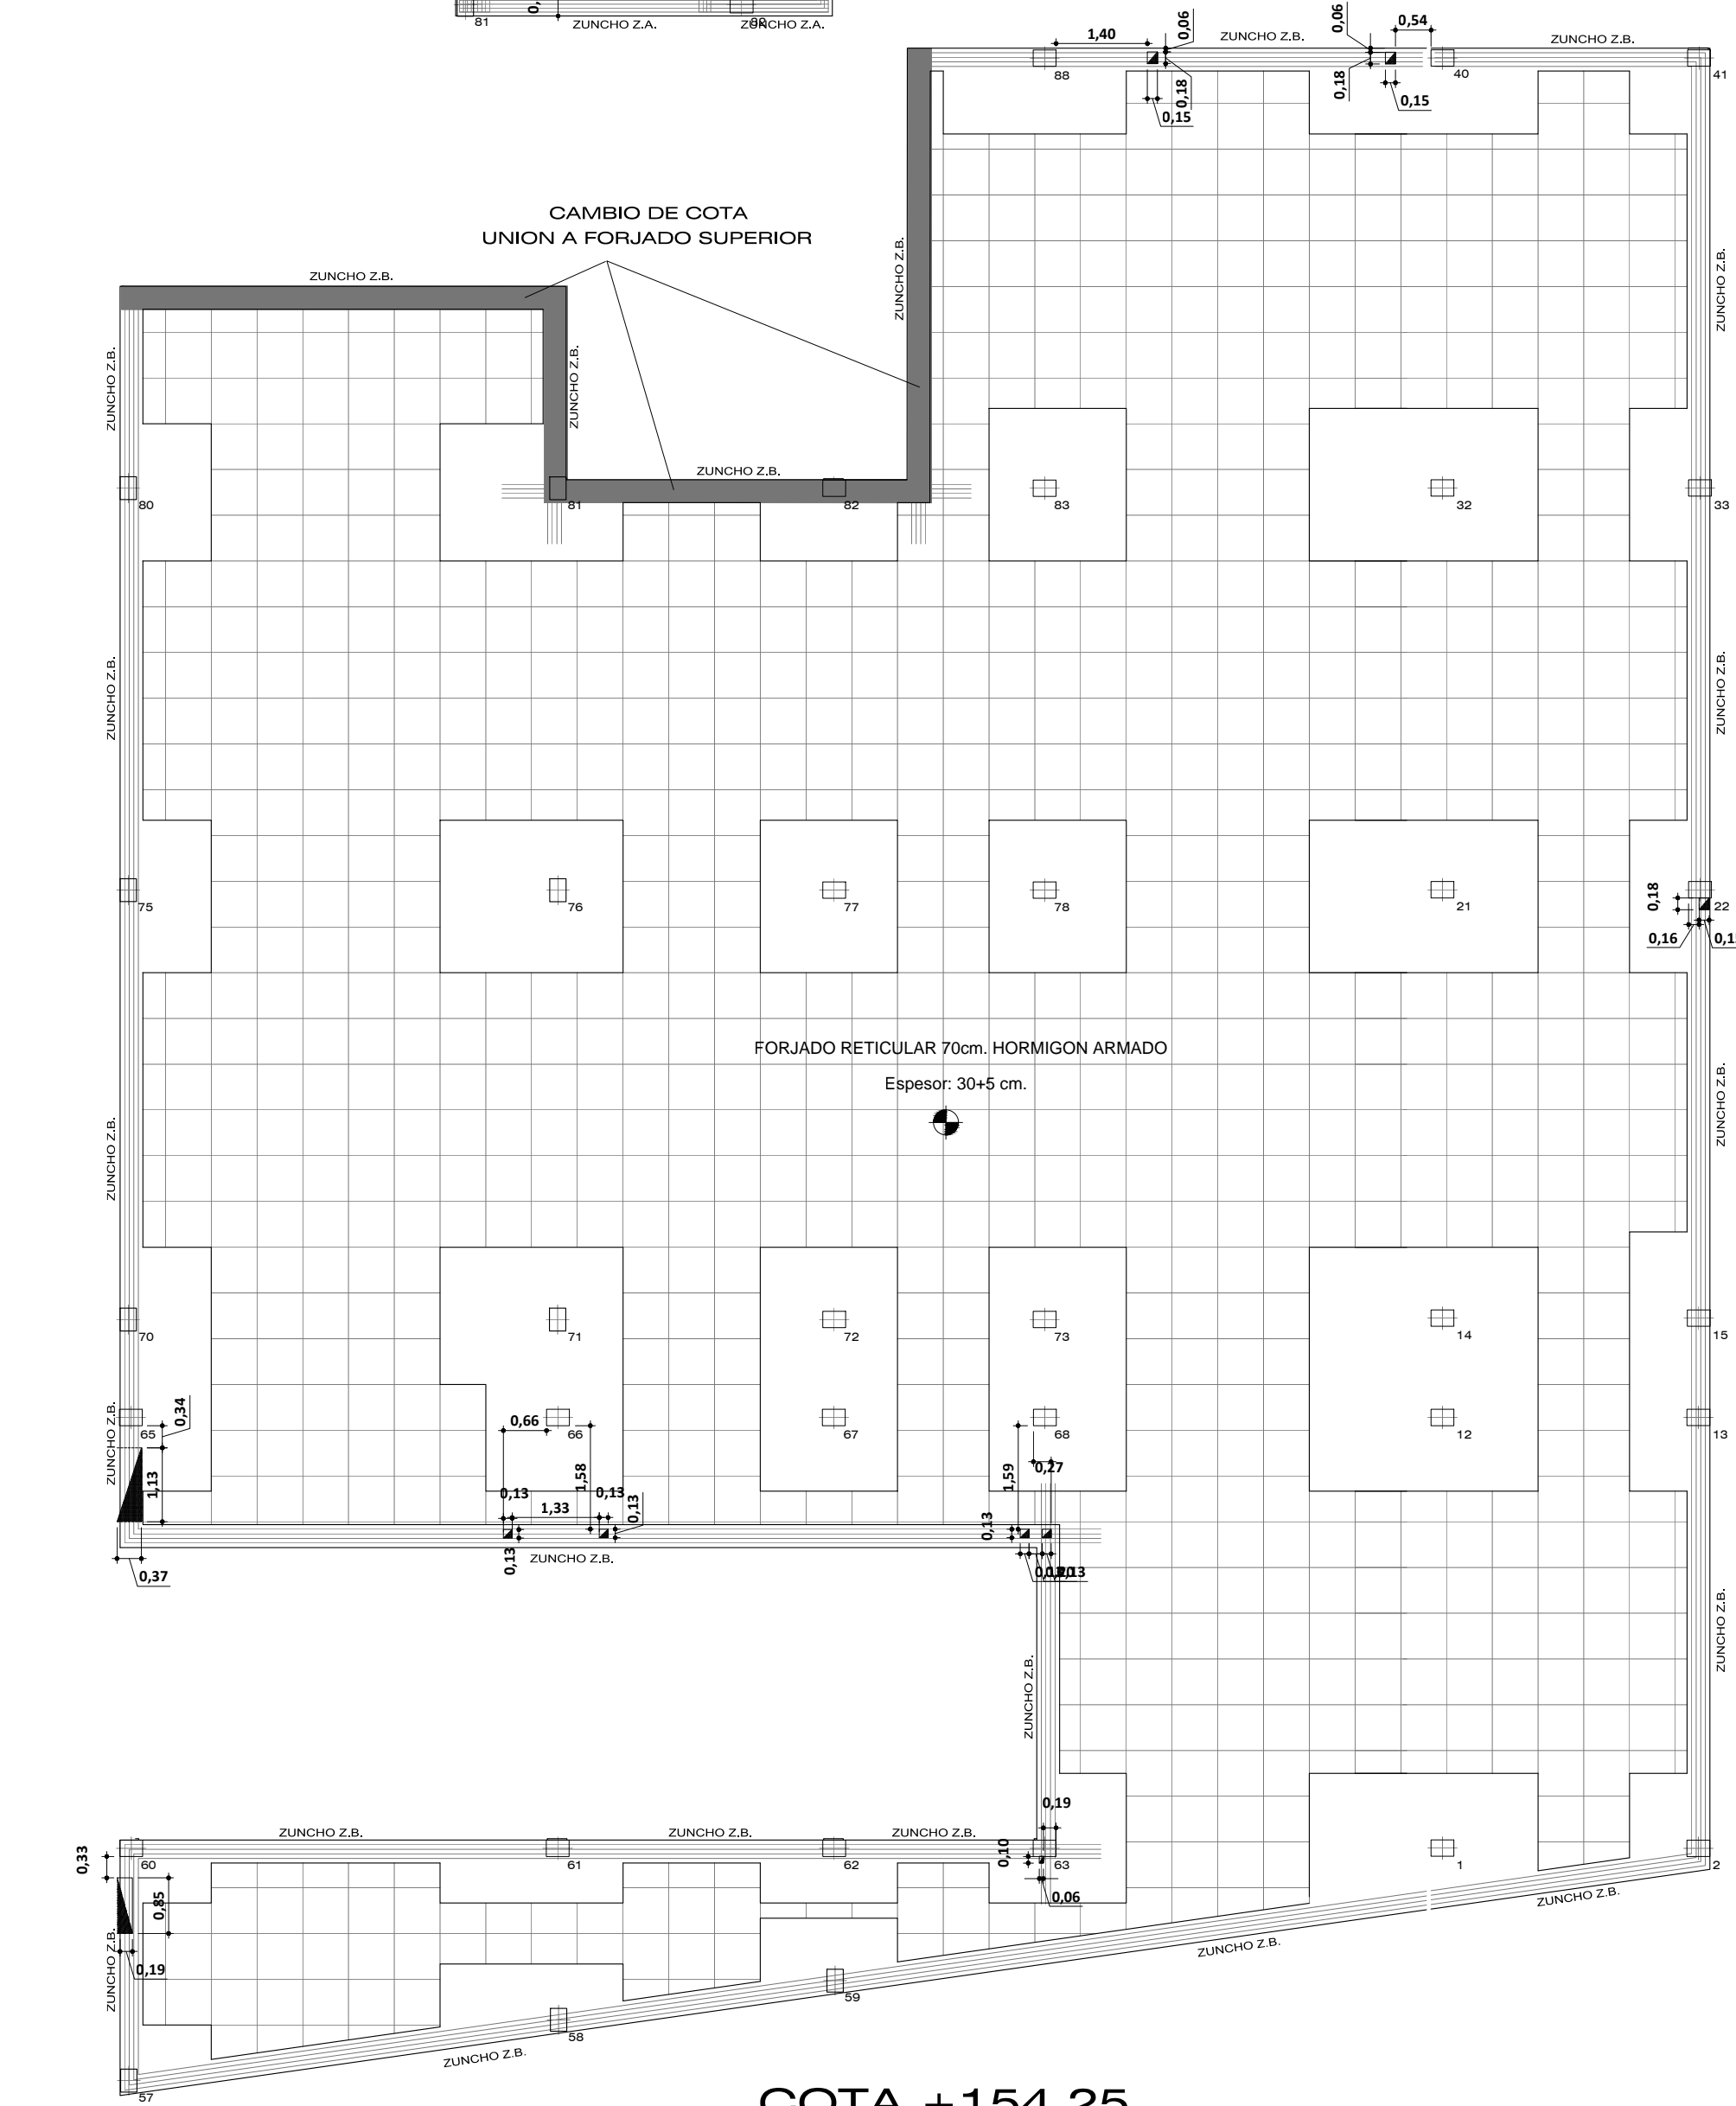 81
0,
ZUNCHO Z.A.
ZUNCHO Z.A.
1,40
0,06
ZUNCHO Z.B.
0,06
0,54
ZUNCHO Z.B.
88
0,18
0,15
0,18
0,15
40
41
CAMBIO DE COTA
UNION A FORJADO SUPERIOR
ZUNCHO Z.B.
ZUNCHO Z.B.
ZUNCHO Z.B.
ZUNCHO Z.B.
ZUNCHO Z.B.
ZUNCHO Z.B.
80
81
82
83
32
33
ZUNCHO Z.B.
ZUNCHO Z.B.
75
76
77
78
21
0,18
22
0,16
FORJADO RETICULAR 70cm. HORMIGON ARMADO
Espesor: 30+5 cm.
ZUNCHO Z.B.
ZUNCHO Z.B.
70
71
72
73
14
15
ZUNCHO Z.B.
0,34
65
0,66
66
67
68
12
13
1,13
1,58
1,59
0,27
0,13
0,13
1,33
0,13
0,13
0,13
ZUNCHO Z.B.
0,37
0,13
ZUNCHO Z.B.
ZUNCHO Z.B.
0,19
ZUNCHO Z.B.
ZUNCHO Z.B.
ZUNCHO Z.B.
0,33
60
61
62
0,10
63
1
2
0,85
0,06
ZUNCHO Z.B.
ZUNCHO Z.B.
ZUNCHO Z.B.
0,19
59
58
ZUNCHO Z.B.
57
COTA +154,25